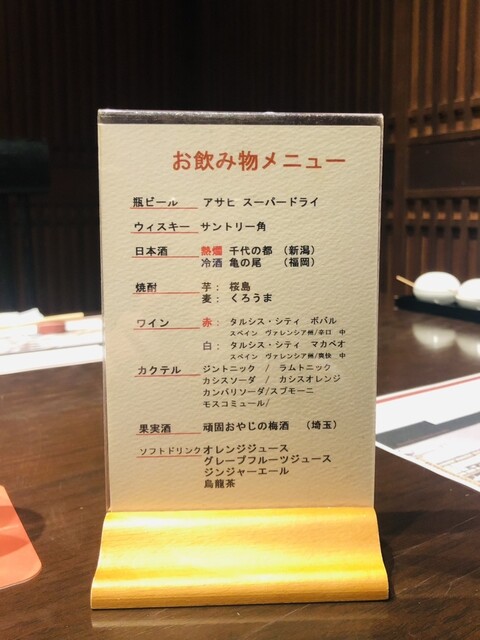 お飲み物メニュー
瓶ビール アサヒ スーパードライ
ウィスキー サントリー角
日本酒 熱燗 千代の都 (新潟)
冷酒 亀の尾 (福岡)
焼酎 芋： 桜島
麦： くろうま
ワイン 赤： タルシス・シティ ボバル
スペイン ヴァレンシア州/辛口 中
白： タルシス・シティ マカベオ
スペイン ヴァレンシア州/爽快 中
カクテル ジントニック / ラムトニック
カシスソーダ / カシスオレンジ
カンパリソーダ/スプモーニ
モスコミュール/
果実酒 頑固おやじの梅酒 (埼玉)
ソフトドリンク オレンジジュース
グレープフルーツジュース
ジンジャーエール
烏龍茶